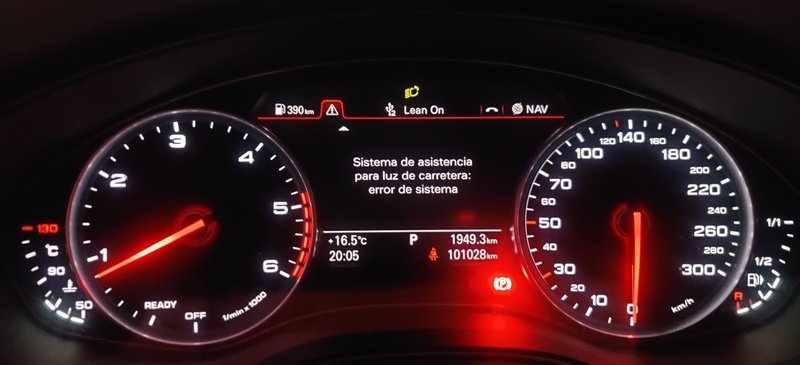 390km
Lean On
NAV
Sistema de asistencia
para luz de carretera:
error de sistema
+16.5°C
P
1949.3km
20:05
101028km
1
2
3
4
5
6
READY
OFF
1/min x 1000
130
°C
90
50
0
10
20
30
50
70
80
100
120
140
160
180
220
240
260
280
300
km/h
1/1
1/2
R
(P)